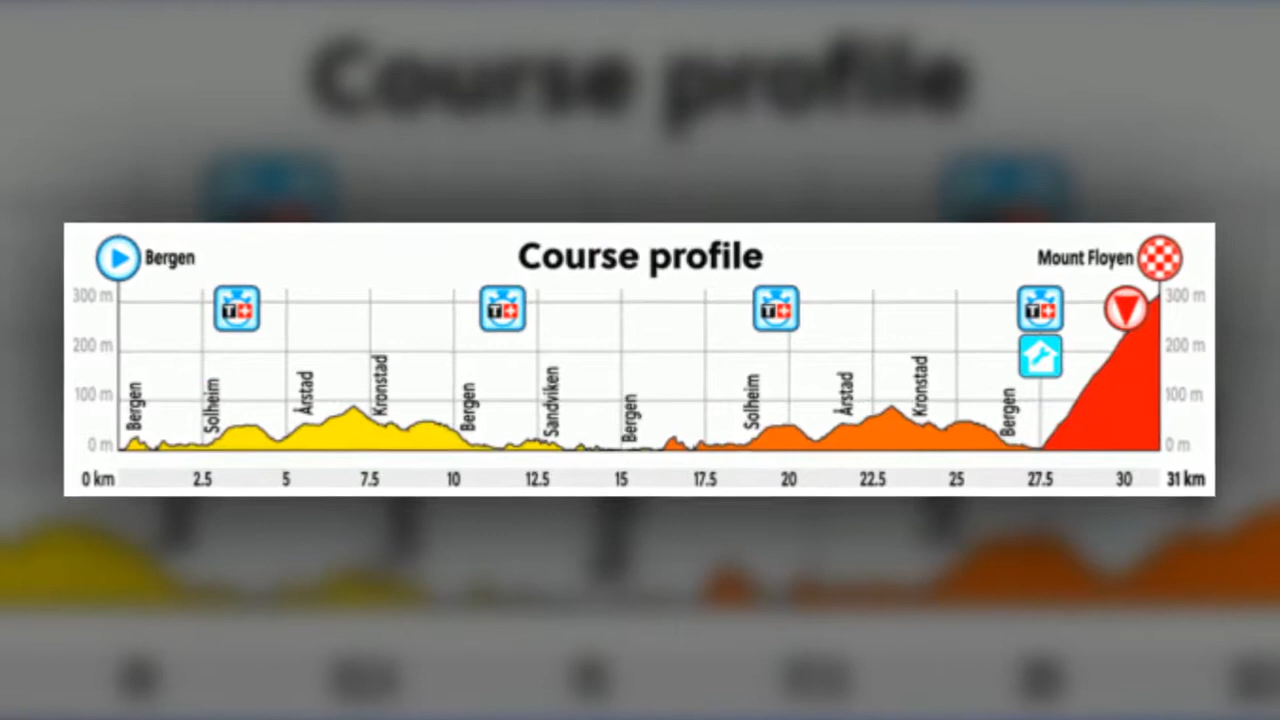 Course profile
Bergen
Course profile
Mount Floyen
300 m
300 m
200 m
200 m
100 m
100 m
0 m
0 m
T+
T+
T+
T+
Bergen
Solheim
Årstad
Kronstad
Bergen
Sandviken
Bergen
Solheim
Årstad
Kronstad
Bergen
0 km 2.5 5 7.5 10 12.5 15 17.5 20 22.5 25 27.5 30 31 km